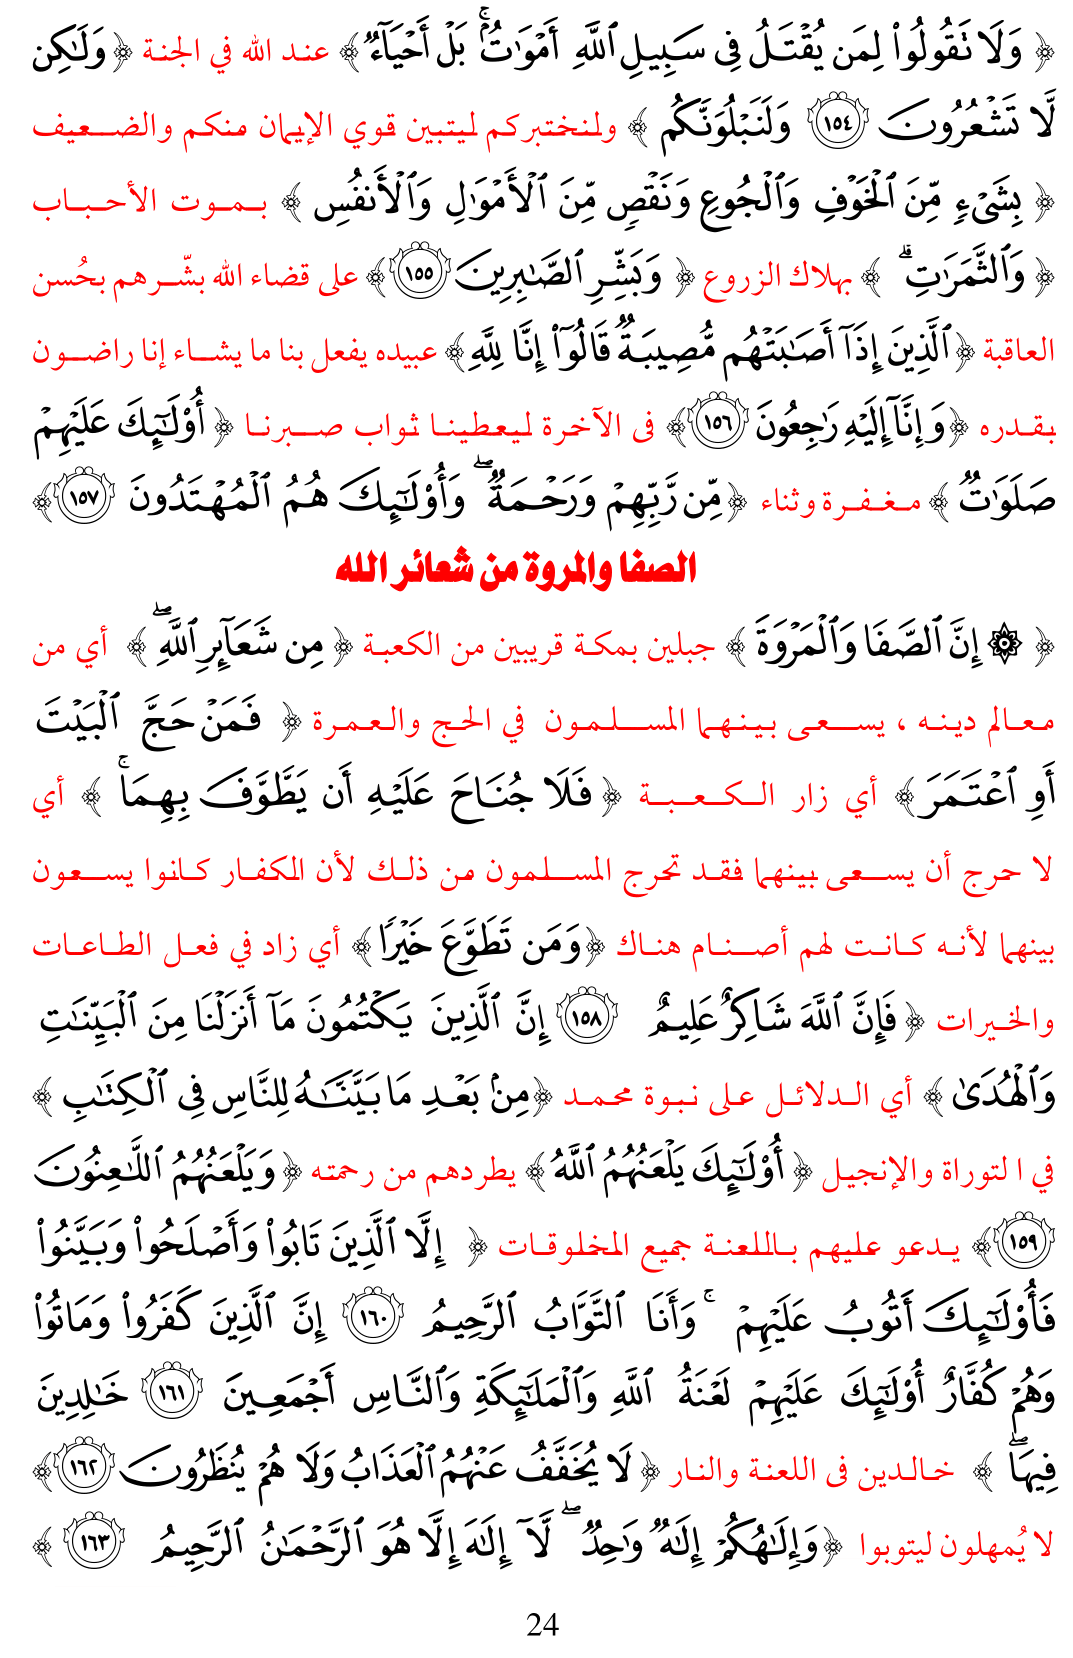 ﴿ وَلَا تَقُولُوا۟ لِمَن يُقْتَلُ فِى سَبِيلِ ٱللَّهِ أَمْوَٰتٌۢ ۚ بَلْ أَحْيَآءٌ ﴾ عند الله في الجنة ﴿ وَلَٰكِن
لَّا تَشْعُرُونَ ١٥٤ وَلَنَبْلُوَنَّكُم ﴾ ولنختبركم ليتبين قوي الإيمان منكم والضعيف
﴿ بِشَىْءٍۢ مِّنَ ٱلْخَوْفِ وَٱلْجُوعِ وَنَقْصٍۢ مِّنَ ٱلْأَمْوَٰلِ وَٱلْأَنفُسِ ﴾ بموت الأحباب
﴿ وَٱلثَّمَرَٰتِ ۗ ﴾ بهلاك الزروع ﴿ وَبَشِّرِ ٱلصَّٰبِرِينَ ١٥٥ ﴾ على قضاء الله بشّرهم بحُسن
العاقبة ﴿ ٱلَّذِينَ إِذَآ أَصَٰبَتْهُم مُّصِيبَةٌۭ قَالُوٓا۟ إِنَّا لِلَّهِ ﴾ عبيده يفعل بنا ما يشاء إنا راضون
بقدره ﴿ وَإِنَّآ إِلَيْهِ رَٰجِعُونَ ١٥٦ ﴾ فى الآخرة ليعطينا ثواب صبرنا ﴿ أُو۟لَٰٓئِكَ عَلَيْهِمْ
صَلَوَٰتٌۭ ﴾ مغفرة وثناء ﴿ مِّن رَّبِّهِمْ وَرَحْمَةٌۭ ۖ وَأُو۟لَٰٓئِكَ هُمُ ٱلْمُهْتَدُونَ ١٥٧ ﴾
الصفا والمروة من شعائر الله
﴿ ۞ إِنَّ ٱلصَّفَا وَٱلْمَرْوَةَ ﴾ جبلين بمكة قريبين من الكعبة ﴿ مِن شَعَآئِرِ ٱللَّهِ ۖ ﴾ أي من
معالم دينه ، يسعى بينهما المسلمون في الحج والعمرة ﴿ فَمَنْ حَجَّ ٱلْبَيْتَ
أَوِ ٱعْتَمَرَ ﴾ أي زار الكعبة ﴿ فَلَا جُنَاحَ عَلَيْهِ أَن يَطَّوَّفَ بِهِمَا ۚ ﴾ أي
لا حرج أن يسعى بينهما فقد تحرج المسلمون من ذلك لأن الكفار كانوا يسعون
بينهما لأنه كانت لهم أصنام هناك ﴿ وَمَن تَطَوَّعَ خَيْرًۭا ﴾ أي زاد في فعل الطاعات
والخيرات ﴿ فَإِنَّ ٱللَّهَ شَاكِرٌ عَلِيمٌ ١٥٨ إِنَّ ٱلَّذِينَ يَكْتُمُونَ مَآ أَنزَلْنَا مِنَ ٱلْبَيِّنَٰتِ
وَٱلْهُدَىٰ ﴾ أي الدلائل على نبوة محمد ﴿ مِنۢ بَعْدِ مَا بَيَّنَّٰهُ لِلنَّاسِ فِى ٱلْكِتَٰبِ ﴾
في ا لتوراة والإنجيل ﴿ أُو۟لَٰٓئِكَ يَلْعَنُهُمُ ٱللَّهُ ﴾ يطردهم من رحمته ﴿ وَيَلْعَنُهُمُ ٱللَّٰعِنُونَ
١٥٩ ﴾ يدعو عليهم باللعنة جميع المخلوقات ﴿ إِلَّا ٱلَّذِينَ تَابُوا۟ وَأَصْلَحُوا۟ وَبَيَّنُوا۟
فَأُو۟لَٰٓئِكَ أَتُوبُ عَلَيْهِمْ ۚ وَأَنَا ٱلتَّوَّابُ ٱلرَّحِيمُ ١٦٠ إِنَّ ٱلَّذِينَ كَفَرُوا۟ وَمَاتُوا۟
وَهُمْ كُفَّارٌ أُو۟لَٰٓئِكَ عَلَيْهِمْ لَعْنَةُ ٱللَّهِ وَٱلْمَلَٰٓئِكَةِ وَٱلنَّاسِ أَجْمَعِينَ ١٦١ خَٰلِدِينَ
فِيهَا ۖ ﴾ خالدين فى اللعنة والنار ﴿ لَا يُخَفَّفُ عَنْهُمُ ٱلْعَذَابُ وَلَا هُمْ يُنظَرُونَ ١٦٢ ﴾
لا يُمهلون ليتوبوا ﴿ وَإِلَٰهُكُمْ إِلَٰهٌۭ وَٰحِدٌۭ ۖ لَّآ إِلَٰهَ إِلَّا هُوَ ٱلرَّحْمَٰنُ ٱلرَّحِيمُ ١٦٣ ﴾
24